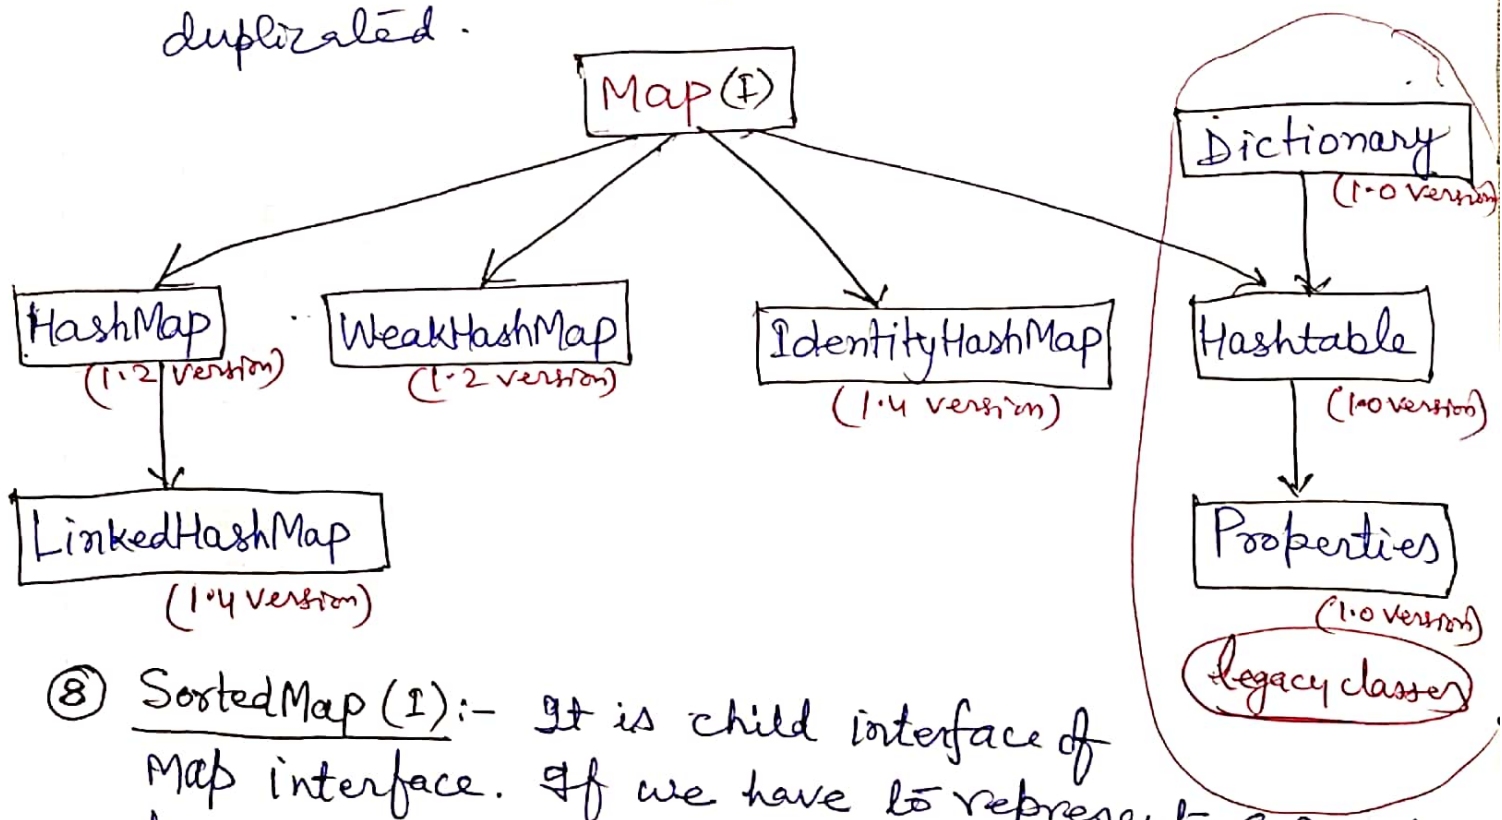 duplicated.
Map (I)
Dictionary
(1.0 version)
HashMap
(1.2 version)
WeakHashMap
(1.2 version)
IdentityHashMap
(1.4 version)
Hashtable
(1.0 version)
LinkedHashMap
(1.4 version)
Properties
(1.0 version)
legacy classes
⑧ SortedMap (I):- It is child interface of
Map interface. If we have to represent